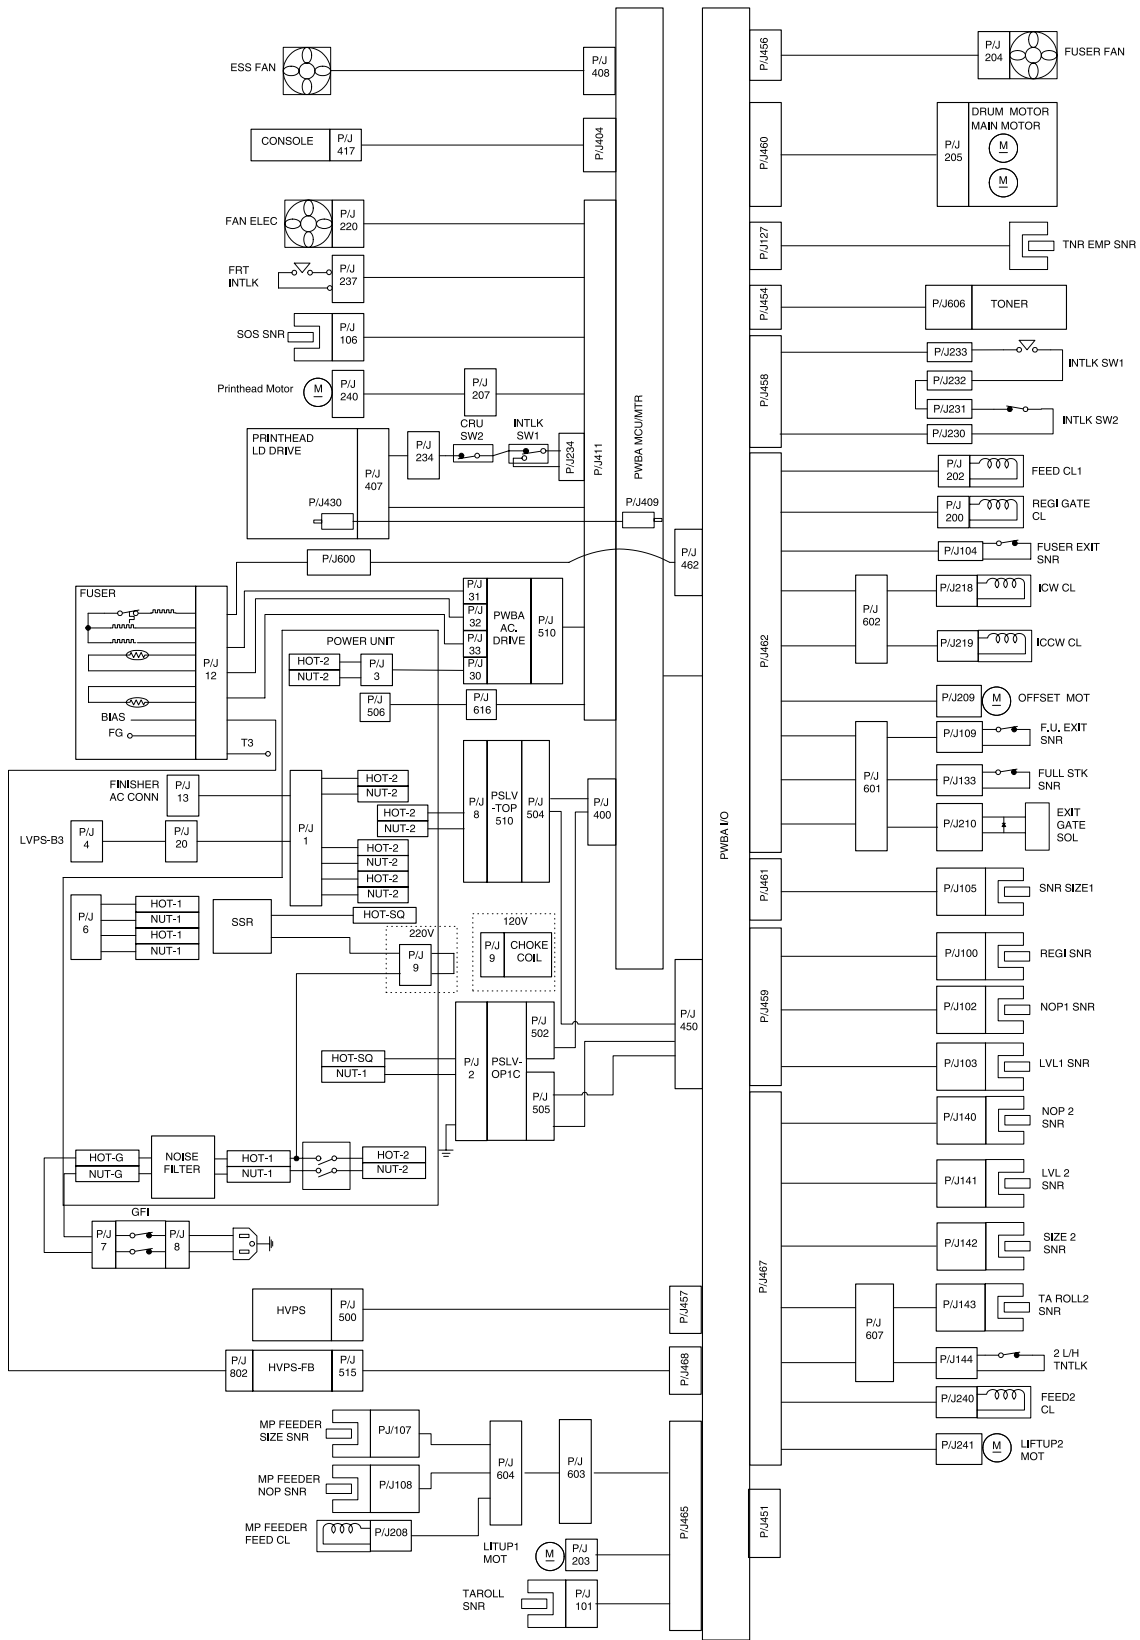 ESS FAN
P/J
408
CONSOLE
P/J
417
P/J404
FAN ELEC
P/J
220
FRT
INTLK
P/J
237
SOS SNR
P/J
106
Printhead Motor
M
P/J
240
P/J
207
PRINTHEAD
LD DRIVE
P/J
407
P/J
234
CRU
SW2
INTLK
SW1
P/J234
P/J411
P/J430
P/J409
PWBA MCU/MTR
P/J600
P/J
462
FUSER
P/J
12
BIAS
FG
T3
P/J
31
P/J
32
P/J
33
P/J
30
PWBA
AC.
DRIVE
P/J
510
POWER UNIT
HOT-2
NUT-2
P/J
3
P/J
506
P/J
616
FINISHER
AC CONN
P/J
13
LVPS-B3
P/J
4
P/J
20
P/J
1
HOT-2
NUT-2
HOT-2
NUT-2
HOT-2
NUT-2
HOT-2
NUT-2
P/J
8
PSLV
-TOP
510
P/J
504
P/J
400
P/J
6
HOT-1
NUT-1
HOT-1
NUT-1
SSR
HOT-SQ
220V
P/J
9
120V
P/J
9
CHOKE
COIL
HOT-SQ
NUT-1
P/J
2
PSLV-
OP1C
P/J
502
P/J
505
P/J
450
HOT-G
NUT-G
NOISE
FILTER
HOT-1
NUT-1
HOT-2
NUT-2
GFI
P/J
7
P/J
8
HVPS
P/J
500
P/J457
P/J
802
HVPS-FB
P/J
515
P/J468
MP FEEDER
SIZE SNR
PJ/107
MP FEEDER
NOP SNR
P/J108
MP FEEDER
FEED CL
P/J208
P/J
604
P/J
603
LITUP1
MOT
M
P/J
203
TAROLL
SNR
P/J
101
P/J465
PWBA I/O
P/J456
P/J
204
FUSER FAN
P/J460
P/J
205
DRUM MOTOR
MAIN MOTOR
M
M
P/J127
TNR EMP SNR
P/J454
P/J606
TONER
P/J458
P/J233
P/J232
INTLK SW1
P/J231
P/J230
INTLK SW2
P/J462
P/J
202
FEED CL1
P/J
200
REGI GATE
CL
P/J104
FUSER EXIT
SNR
P/J
602
P/J218
ICW CL
P/J219
ICCW CL
P/J209
M
OFFSET MOT
P/J
601
P/J109
F.U. EXIT
SNR
P/J133
FULL STK
SNR
P/J210
EXIT
GATE
SOL
P/J461
P/J105
SNR SIZE1
P/J459
P/J100
REGI SNR
P/J102
NOP1 SNR
P/J103
LVL1 SNR
P/J467
P/J140
NOP 2
SNR
P/J141
LVL 2
SNR
P/J142
SIZE 2
SNR
P/J
607
P/J143
TA ROLL2
SNR
P/J144
2 L/H
TNTLK
P/J240
FEED2
CL
P/J241
M
LIFTUP2
MOT
P/J451